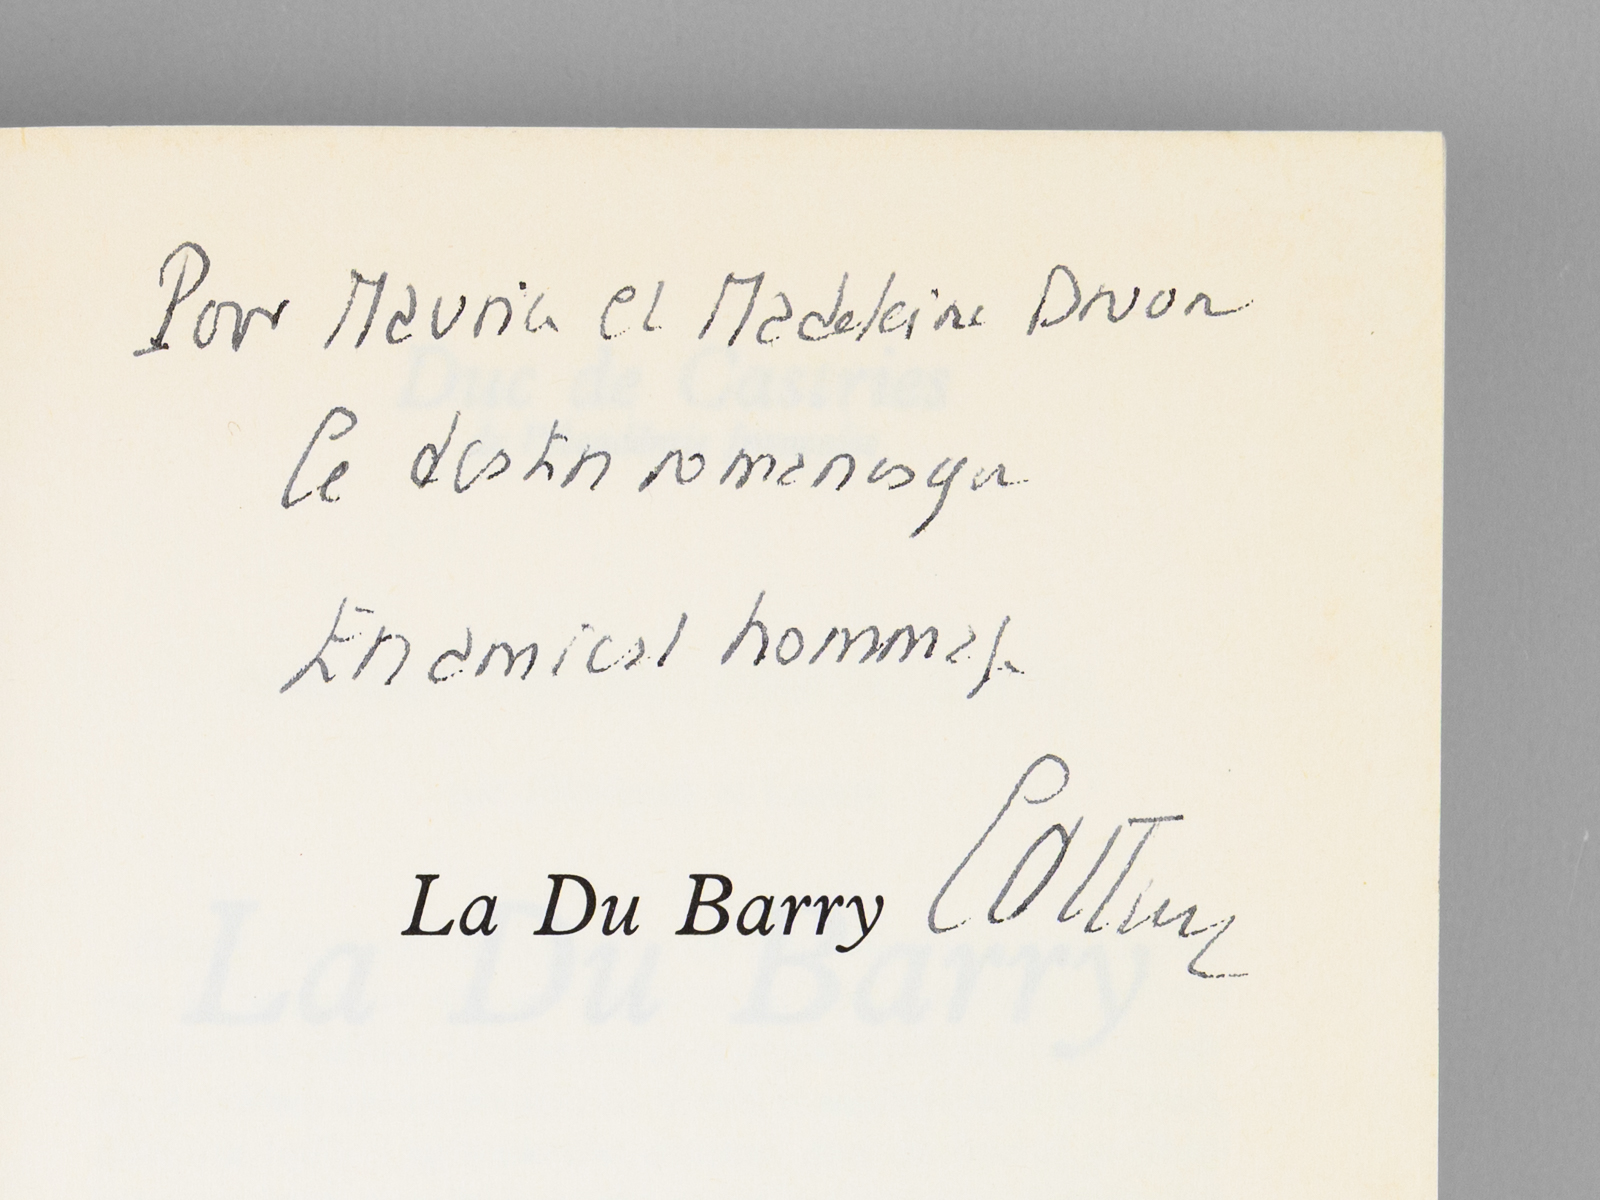 Pour Maurice et Madeleine Druon
Duc de Castries
Ce destin romanesque
En amical hommage
La Du Barry Castries
La Du Barry